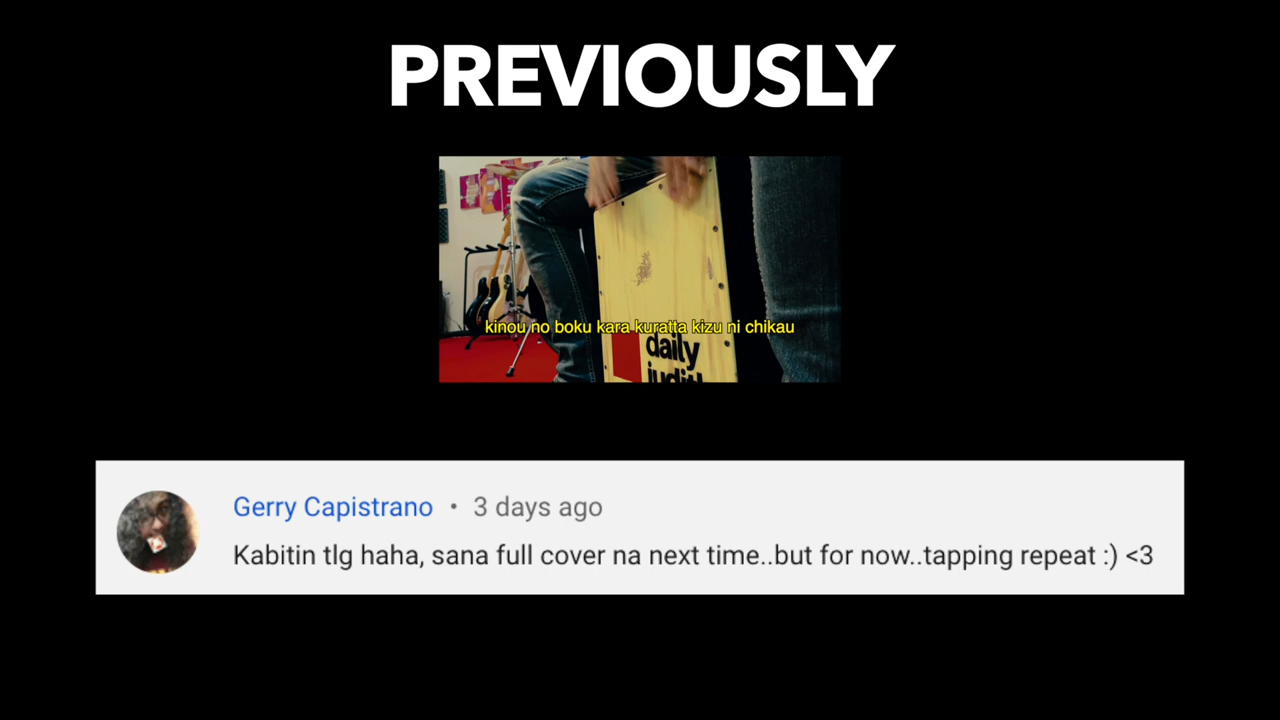 PREVIOUSLY
kinou no boku kara kuratta kizu ni chikau
daily
Gerry Capistrano • 3 days ago
Kabitin tlg haha, sana full cover na next time..but for now..tapping repeat :) <3